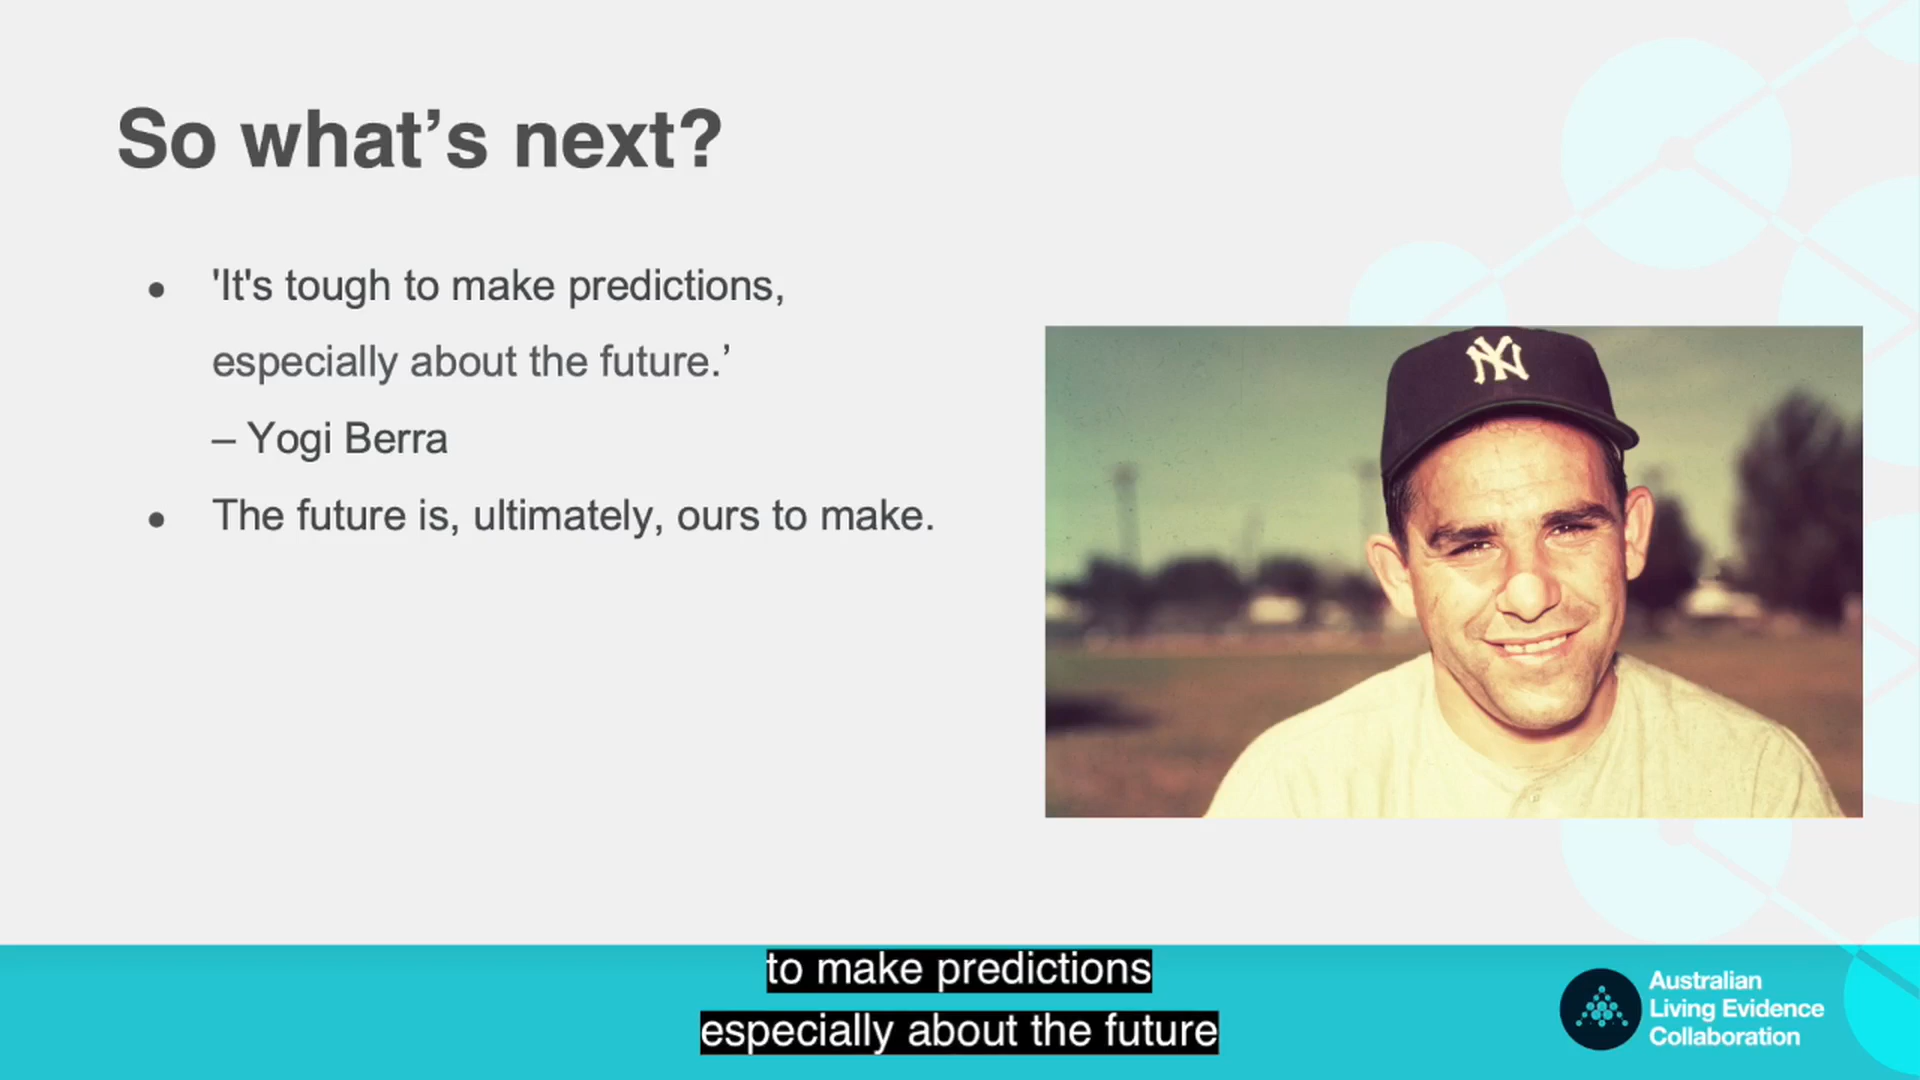 So what’s next?
● 'It's tough to make predictions,
especially about the future.’
– Yogi Berra
● The future is, ultimately, ours to make.
NY
to make predictions
especially about the future
Australian
Living Evidence
Collaboration